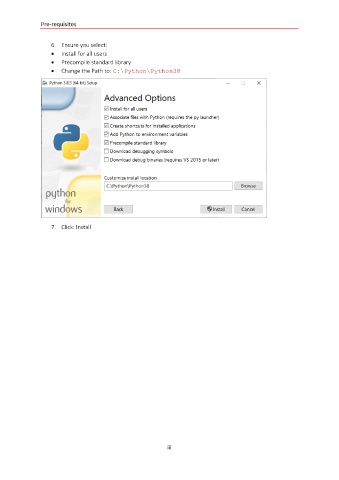 Pre-requisites
6. Ensure you select:
• Install for all users
• Precompile standard library
• Change the Path to: C:\Python\Python38
Python 3.8.3 (64-bit) Setup
Advanced Options
Install for all users
Associate files with Python (requires the py launcher)
Create shortcuts for installed applications
Add Python to environment variables
Precompile standard library
Download debugging symbols
Download debug binaries (requires VS 2015 or later)
Customize install location
C:\Python\Python38
Browse
python
for
windows
Back
Install
Cancel
7. Click: Install
iii